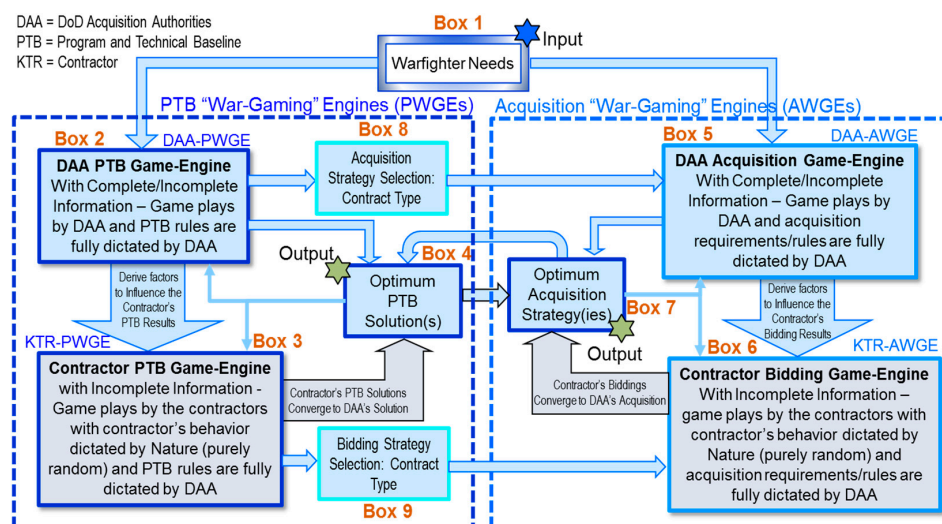 DAA = DoD Acquisition Authorities
PTB = Program and Technical Baseline
KTR = Contractor
Box 1
Input
Warfighter Needs
PTB “War-Gaming” Engines (PWGEs)
Acquisition “War-Gaming” Engines (AWGEs)
Box 2
DAA-PWGE
DAA PTB Game-Engine
With Complete/Incomplete
Information – Game plays
by DAA and PTB rules are
fully dictated by DAA
Box 8
Acquisition
Strategy Selection:
Contract Type
Box 5
DAA-AWGE
DAA Acquisition Game-Engine
With Complete/Incomplete
Information – Game plays by
DAA and acquisition
requirements/rules are fully
dictated by DAA
Output
Box 4
Optimum
PTB
Solution(s)
Optimum
Acquisition
Strategy(ies)
Box 7
Output
Derive factors
to Influence the
Contractor’s
PTB Results
Derive factors
to Influence the
Contractor’s
Bidding Results
KTR-PWGE
Box 3
Contractor PTB Game-Engine
with Incomplete Information -
Game plays by the contractors
with contractor’s behavior
dictated by Nature (purely
random) and PTB rules are fully
dictated by DAA
Contractor’s PTB Solutions
Converge to DAA’s Solution
Contractor’s Biddings
Converge to DAA’s Acquisition
Box 6
KTR-AWGE
Contractor Bidding Game-Engine
With Incomplete Information –
game plays by the contractors with
contractor’s behavior dictated by
Nature (purely random) and
acquisition requirements/rules are
fully dictated by DAA
Bidding Strategy
Selection: Contract
Type
Box 9